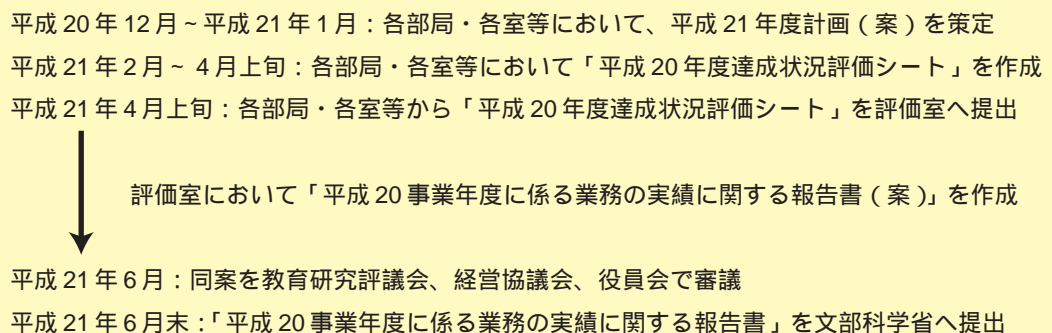 平成 20 年 12 月~平成 21 年 1 月：各部局・各室等において、平成 21 年度計画（案）を策定
平成 21 年 2 月~ 4 月上旬：各部局・各室等において「平成 20 年度達成状況評価シート」を作成
平成 21 年 4 月上旬：各部局・各室等から「平成 20 年度達成状況評価シート」を評価室へ提出
評価室において「平成 20 事業年度に係る業務の実績に関する報告書（案）」を作成
平成 21 年 6 月：同案を教育研究評議会、経営協議会、役員会で審議
平成 21 年 6 月末：「平成 20 事業年度に係る業務の実績に関する報告書」を文部科学省へ提出